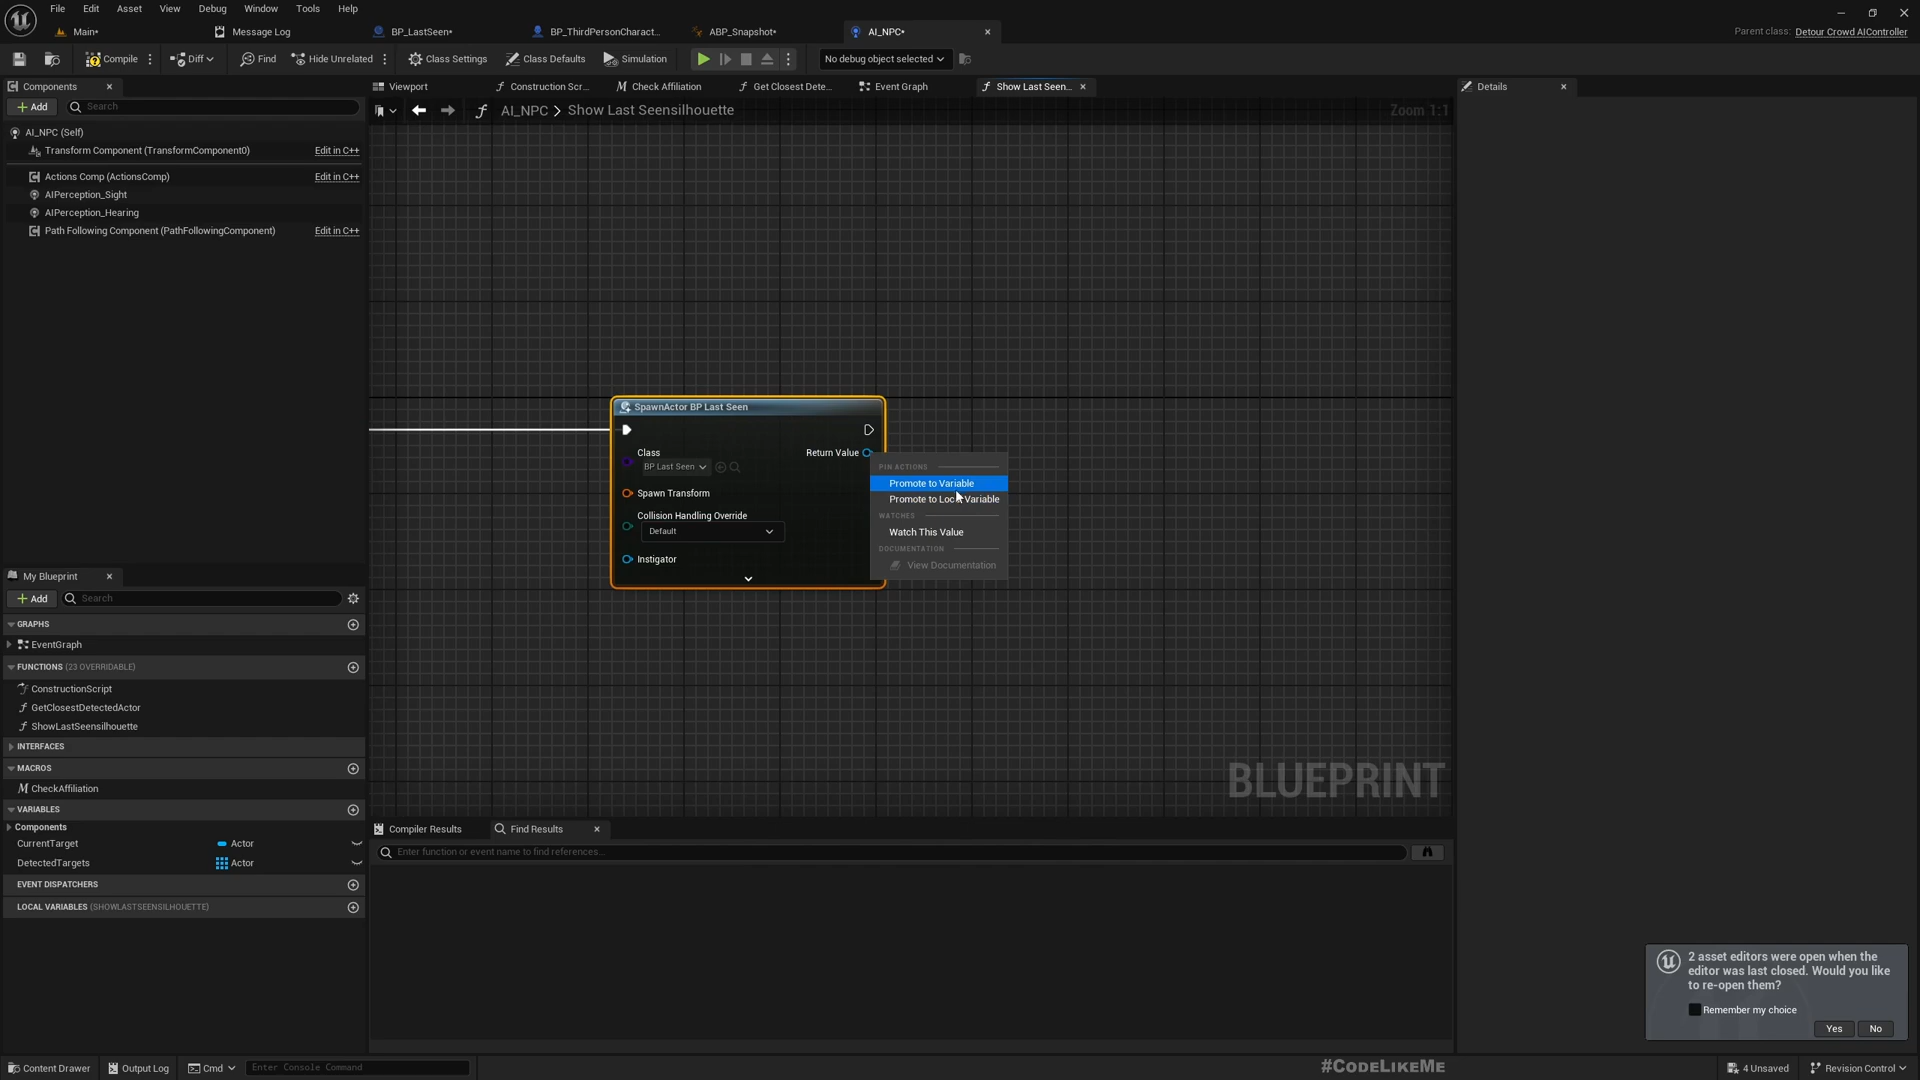 File Edit Asset View Debug Window Tools Help
Main* Message Log BP_LastSeen* BP_ThirdPersonCharact... ABP_Snapshot* AI_NPC* Parent class: Detour Crowd AIController
Compile Diff Find Hide Unrelated Class Settings Class Defaults Simulation No debug object selected
Components Viewport Construction Scr... Check Affiliation Get Closest Dete... Event Graph Show Last Seen... Details
Add Search AI_NPC > Show Last Seensilhouette Zoom 1:1
AI_NPC (Self)
Transform Component (TransformComponent0) Edit in C++
Actions Comp (ActionsComp) Edit in C++
AIPerception_Sight
AIPerception_Hearing
Path Following Component (PathFollowingComponent) Edit in C++
SpawnActor BP Last Seen
Class Return Value
BP Last Seen
Spawn Transform
Collision Handling Override
Default
Instigator
PIN ACTIONS
Promote to Variable
Promote to Local Variable
WATCHES
Watch This Value
DOCUMENTATION
View Documentation
BLUEPRINT
My Blueprint
Add Search
GRAPHS
EventGraph
FUNCTIONS (23 OVERRIDABLE)
ConstructionScript
GetClosestDetectedActor
ShowLastSeensilhouette
INTERFACES
MACROS
CheckAffiliation
VARIABLES
Components
CurrentTarget Actor
DetectedTargets Actor
EVENT DISPATCHERS
LOCAL VARIABLES (SHOWLASTSEENSILHOUETTE)
Compiler Results Find Results
Enter function or event name to find references...
2 asset editors were open when the
editor was last closed. Would you like
to re-open them?
Remember my choice
Yes No
Content Drawer Output Log Cmd Enter Console Command #CODELIKEME 4 Unsaved Revision Control